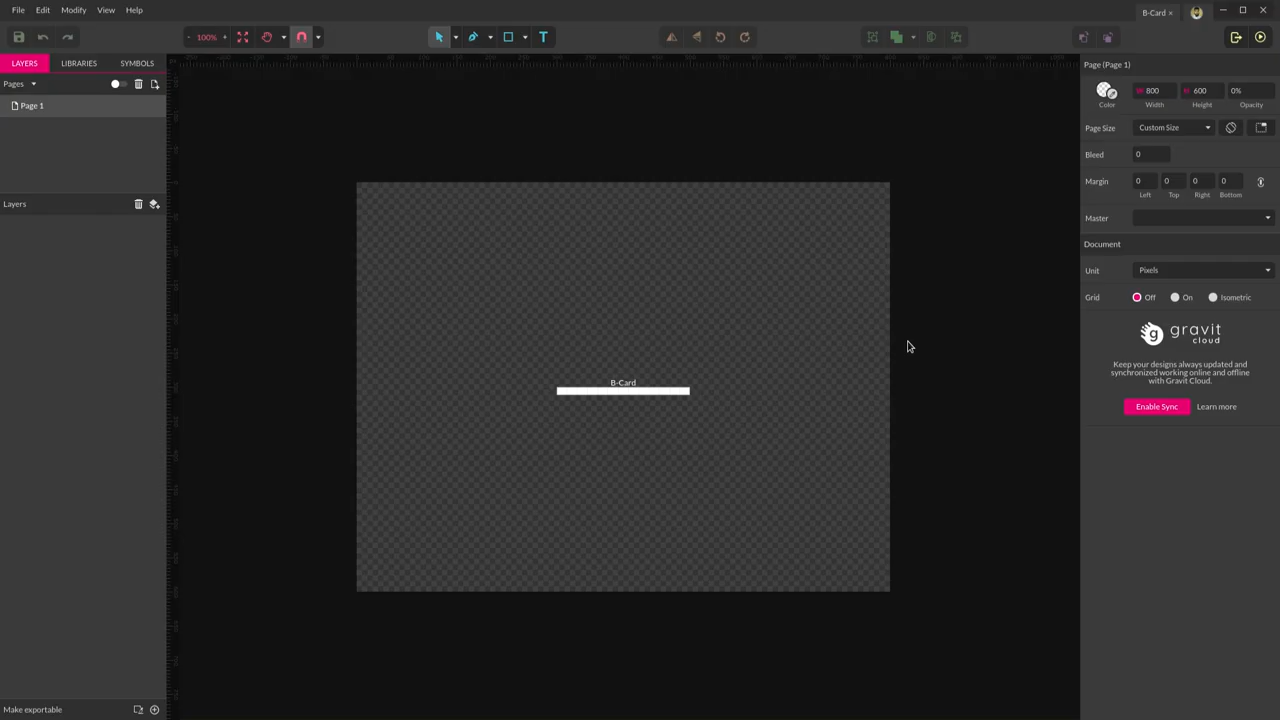 File Edit Modify View Help
B-Card ×
- 100% +
T
LAYERS LIBRARIES SYMBOLS
Pages
Page 1
Layers
Make exportable
B-Card
Page (Page 1)
W 800 H 600 0%
Color Width Height Opacity
Page Size Custom Size
Bleed 0
Margin 0 0 0 0
Left Top Right Bottom
Master
Document
Unit Pixels
Grid Off On Isometric
gravit
cloud
Keep your designs always updated and
synchronized working online and offline
with Gravit Cloud.
Enable Sync Learn more